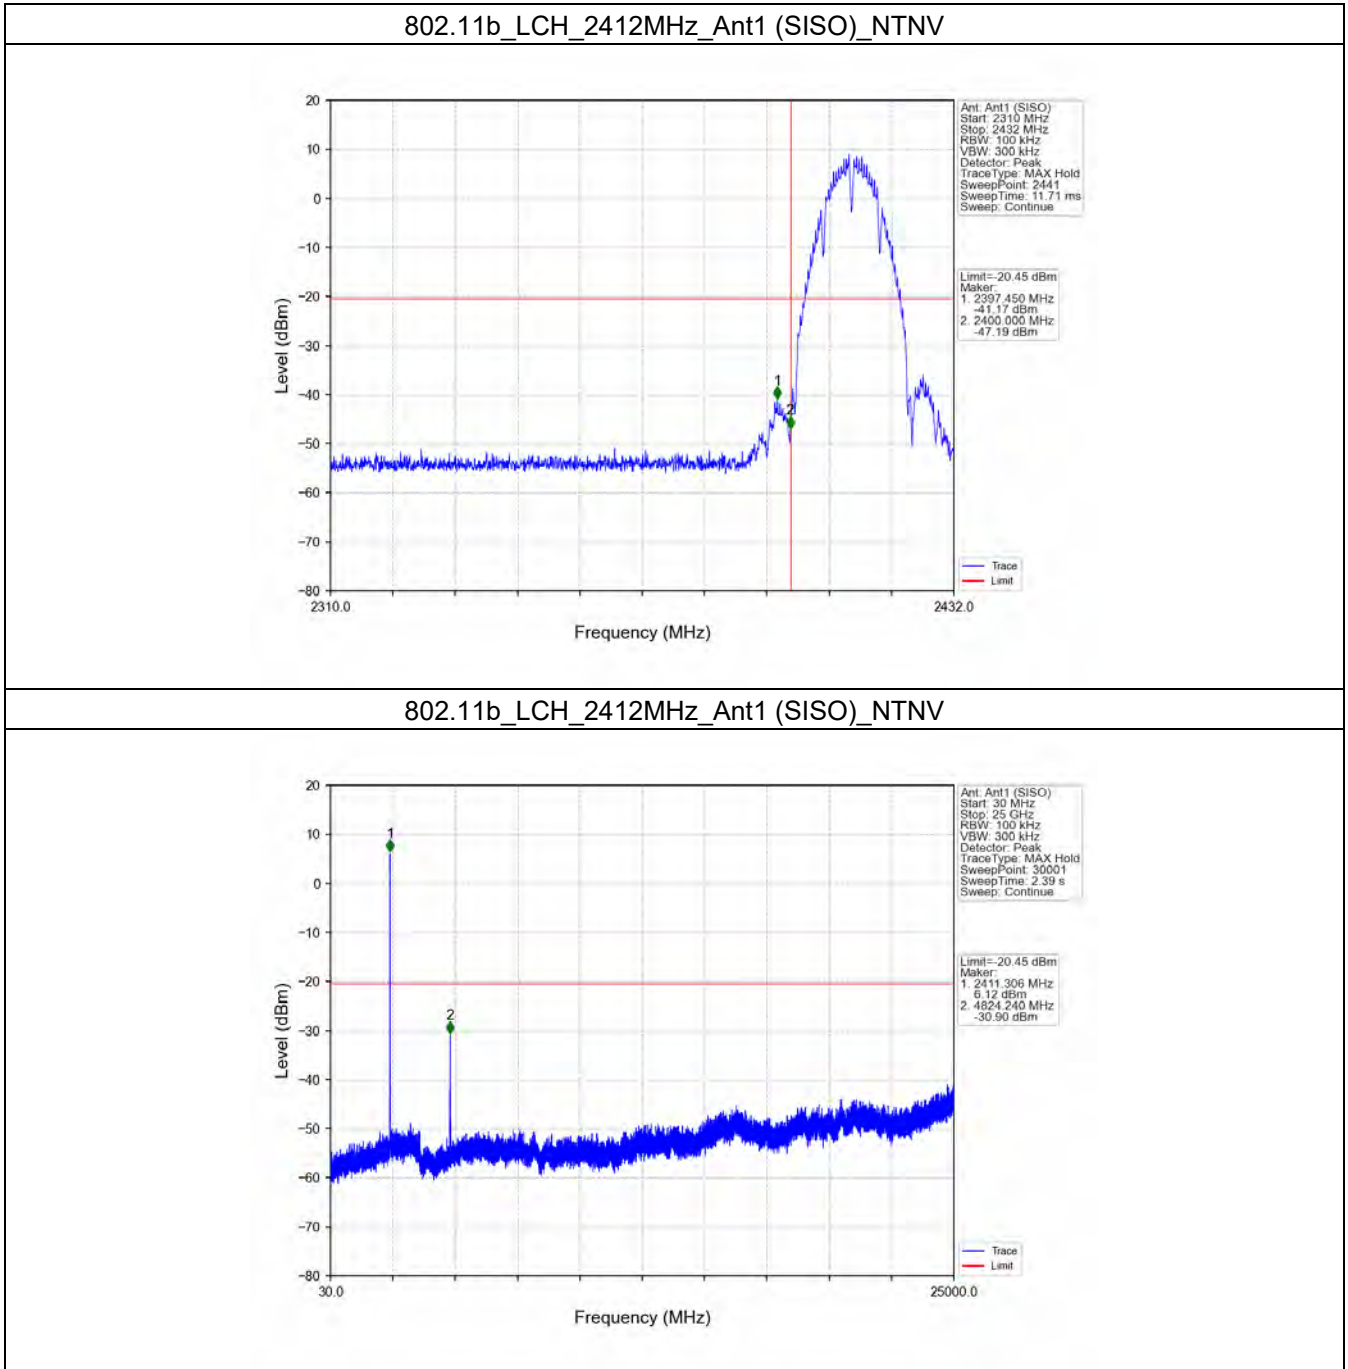 802.11b_LCH_2412MHz_Ant1 (SISO)_NTNV
20
10
0
−10
−20
−30
−40
−50
−60
−70
−80
Level (dBm)
1
2
2310.0
2432.0
Frequency (MHz)
Ant: Ant1 (SISO)
Start: 2310 MHz
Stop: 2432 MHz
RBW: 100 kHz
VBW: 300 kHz
Detector: Peak
TraceType: MAX Hold
SweepPoint: 2441
SweepTime: 11.71 ms
Sweep: Continue
Limit=-20.45 dBm
Maker:
1. 2397.450 MHz
-41.17 dBm
2. 2400.000 MHz
-47.19 dBm
Trace
Limit
802.11b_LCH_2412MHz_Ant1 (SISO)_NTNV
20
10
0
−10
−20
−30
−40
−50
−60
−70
−80
Level (dBm)
1
2
30.0
25000.0
Frequency (MHz)
Ant: Ant1 (SISO)
Start: 30 MHz
Stop: 25 GHz
RBW: 100 kHz
VBW: 300 kHz
Detector: Peak
TraceType: MAX Hold
SweepPoint: 30001
SweepTime: 2.39 s
Sweep: Continue
Limit=-20.45 dBm
Maker:
1. 2411.306 MHz
6.12 dBm
2. 4824.240 MHz
-30.90 dBm
Trace
Limit